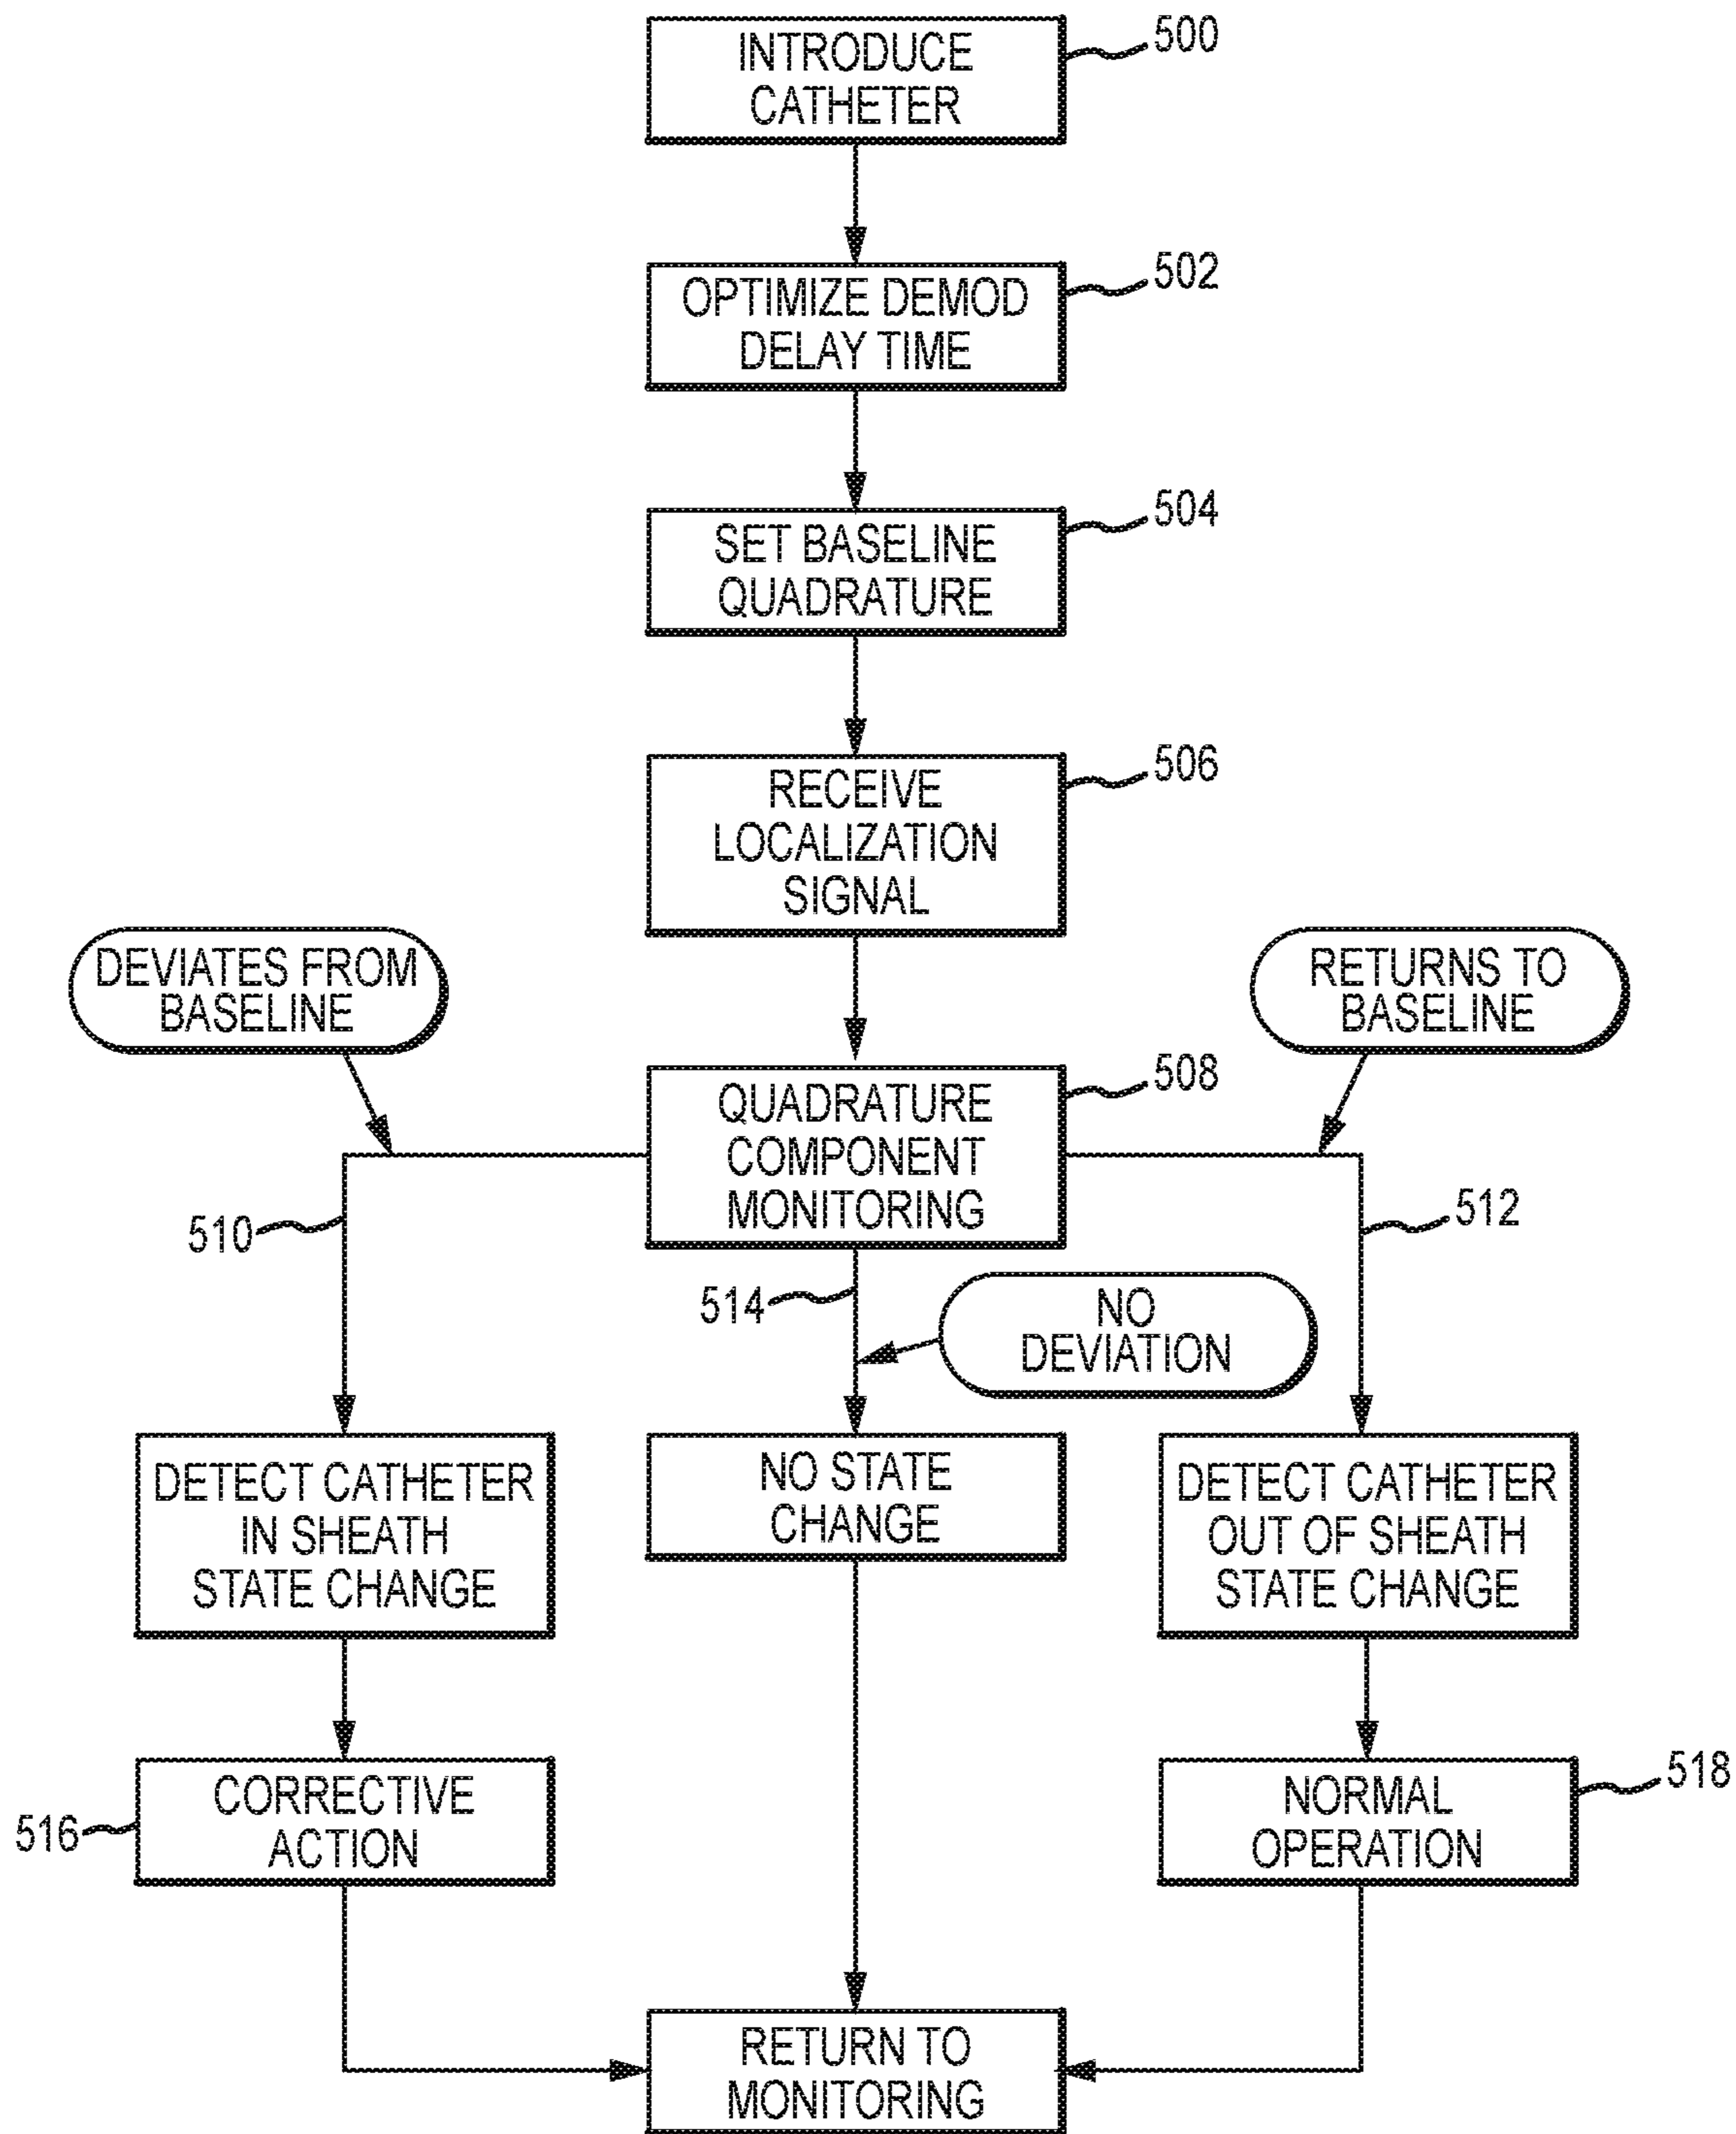 INTRODUCE
CATHETER
500
OPTIMIZE DEMOD
DELAY TIME
502
SET BASELINE
QUADRATURE
504
RECEIVE
LOCALIZATION
SIGNAL
506
DEVIATES FROM
BASELINE
RETURNS TO
BASELINE
QUADRATURE
COMPONENT
MONITORING
508
510
512
514
NO
DEVIATION
DETECT CATHETER
IN SHEATH
STATE CHANGE
NO STATE
CHANGE
DETECT CATHETER
OUT OF SHEATH
STATE CHANGE
CORRECTIVE
ACTION
516
NORMAL
OPERATION
518
RETURN TO
MONITORING